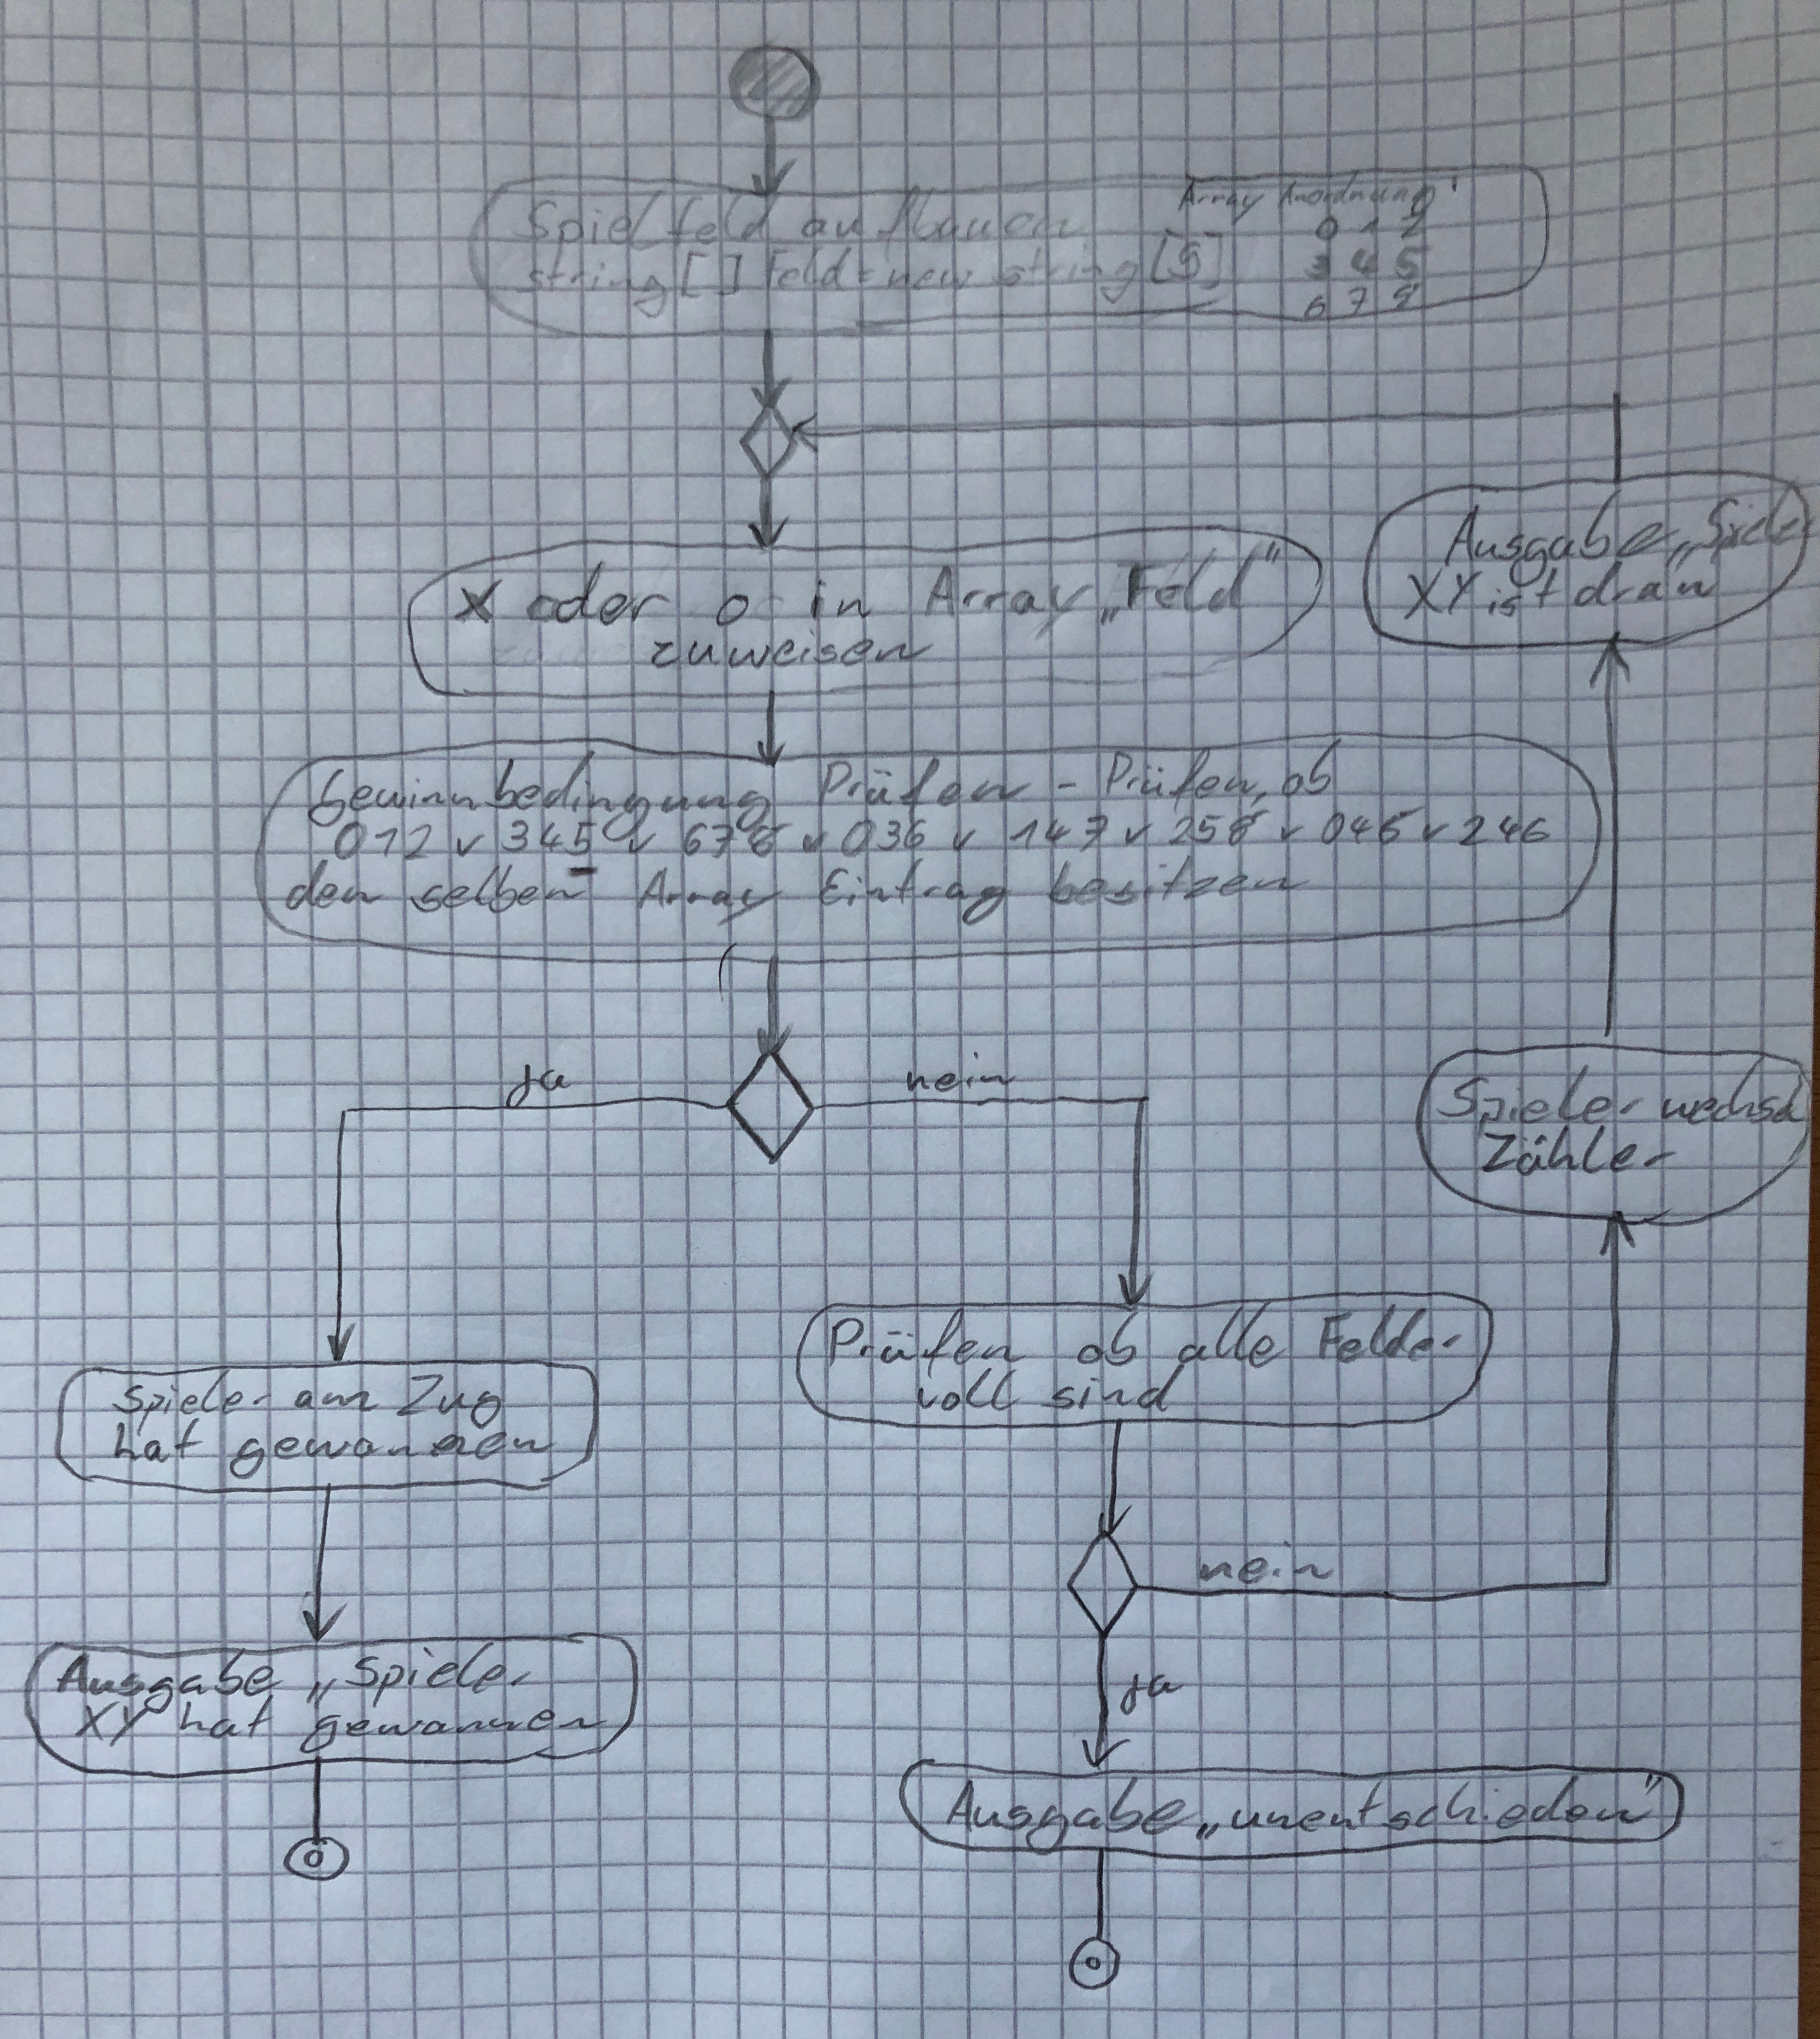 Spielfeld aufbauen
string[] Feld = new string[9]
Array Anordnung
0 1 2
3 4 5
6 7 8
X oder o in Array „Feld"
zuweisen
Ausgabe „Spieler
XY ist dran
Gewinnbedingung Prüfen - Prüfen, ob
012 v 345 v 678 v 036 v 147 v 258 v 048 v 246
den selben Array Eintrag besitzen
ja
nein
Spielerwechsel
Zähler
Prüfen ob alle Felder
voll sind
Spieler am Zug
hat gewonnen
nein
ja
Ausgabe „Spieler
XY hat gewonnen
Ausgabe „unentschieden"